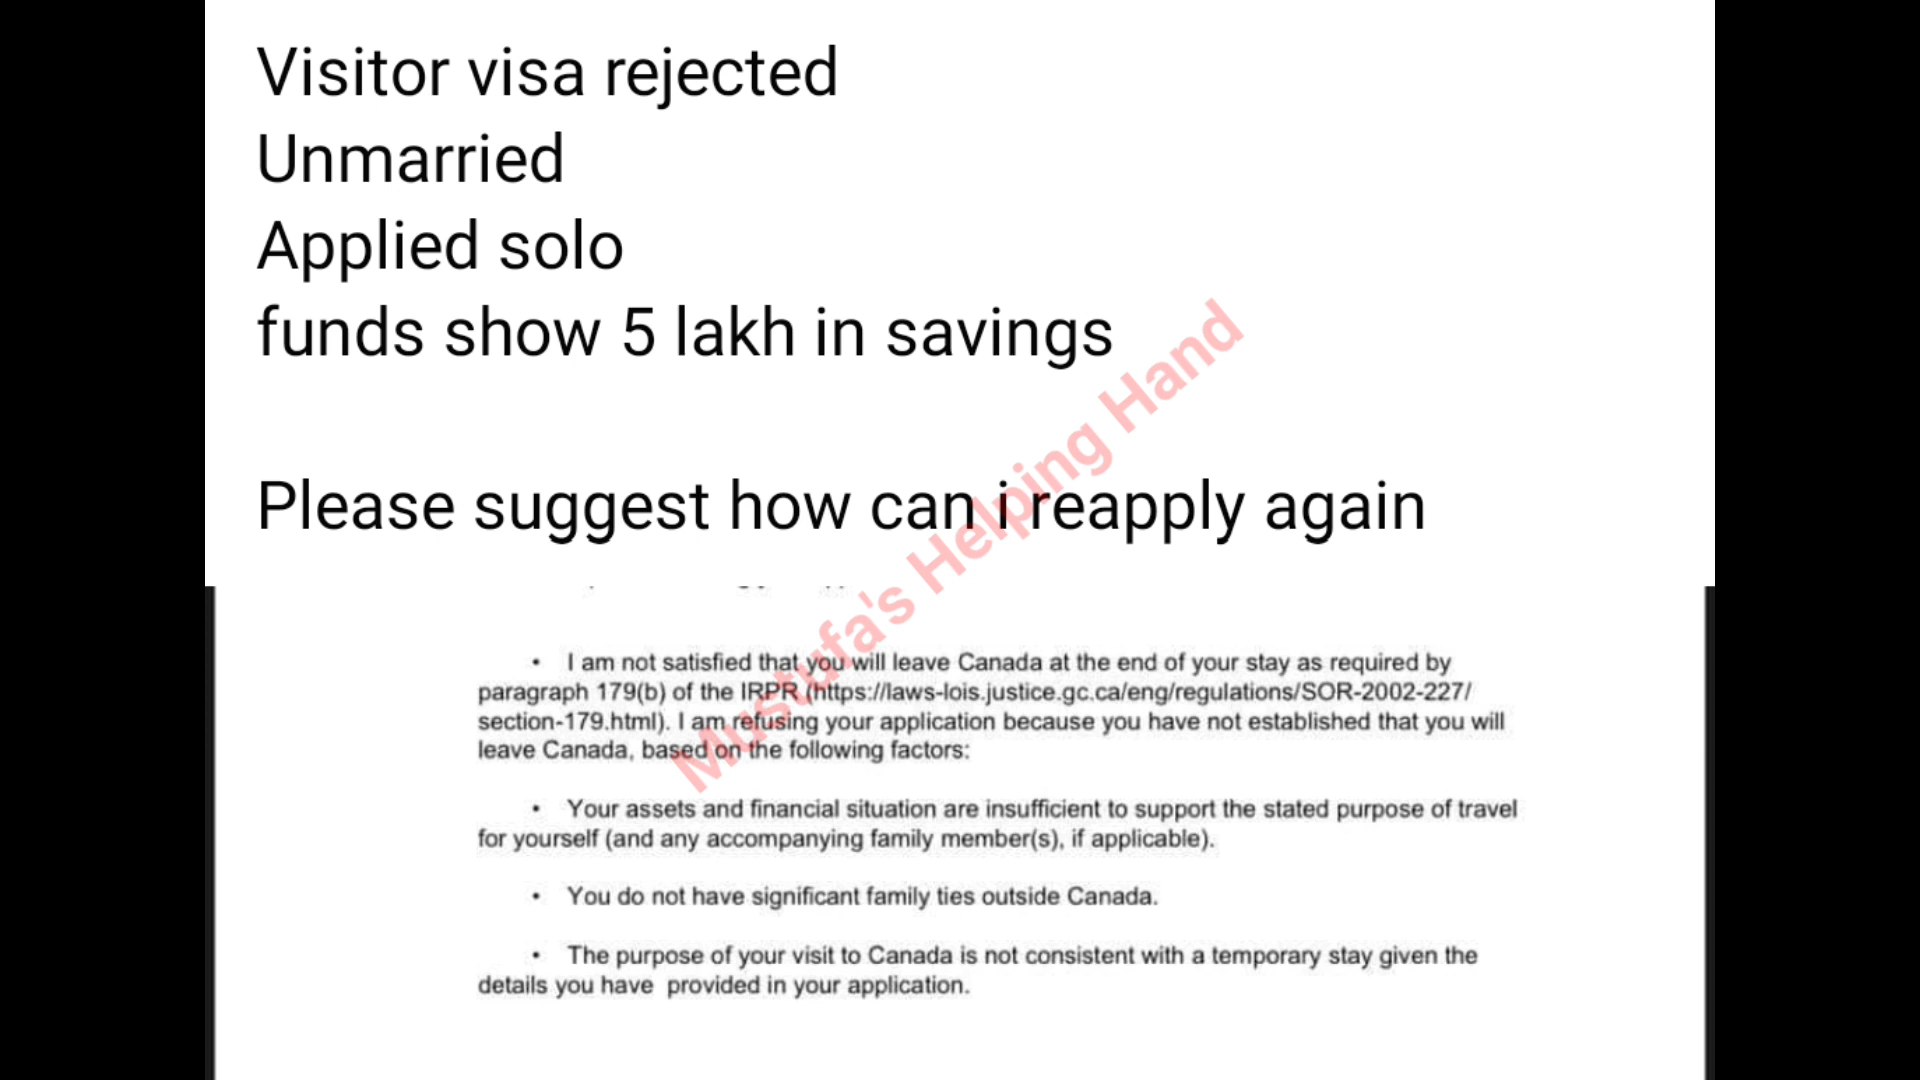 Visitor visa rejected
Unmarried
Applied solo
funds show 5 lakh in savings
Please suggest how can i reapply again
Mustufa's Helping Hand
• I am not satisfied that you will leave Canada at the end of your stay as required by
paragraph 179(b) of the IRPR (https://laws-lois.justice.gc.ca/eng/regulations/SOR-2002-227/
section-179.html). I am refusing your application because you have not established that you will
leave Canada, based on the following factors:
• Your assets and financial situation are insufficient to support the stated purpose of travel
for yourself (and any accompanying family member(s), if applicable).
• You do not have significant family ties outside Canada.
• The purpose of your visit to Canada is not consistent with a temporary stay given the
details you have provided in your application.